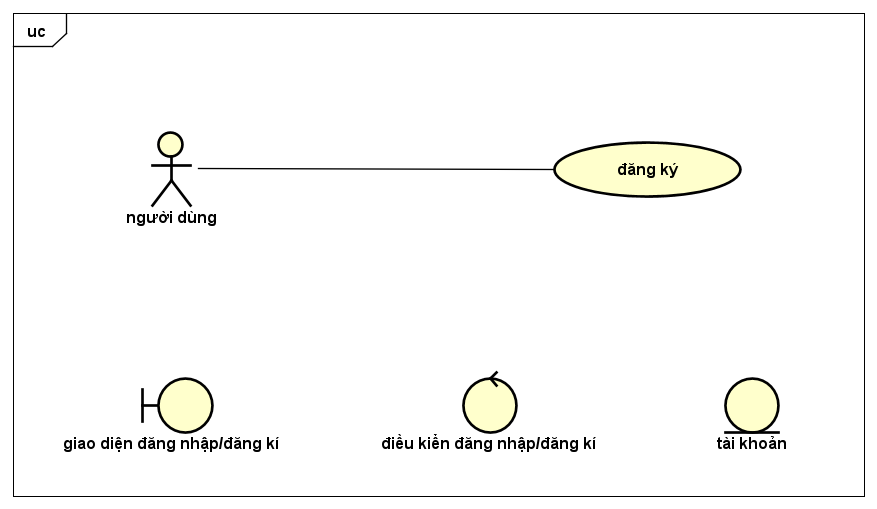 uc
đăng ký
người dùng
giao diện đăng nhập/đăng kí
điều kiển đăng nhập/đăng kí
tài khoản